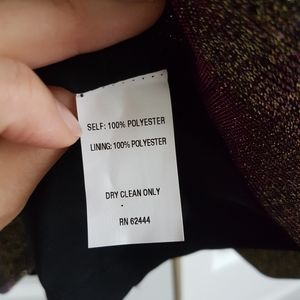 SELF: 100% POLYESTER
LINING: 100% POLYESTER
DRY CLEAN ONLY
RN 62444